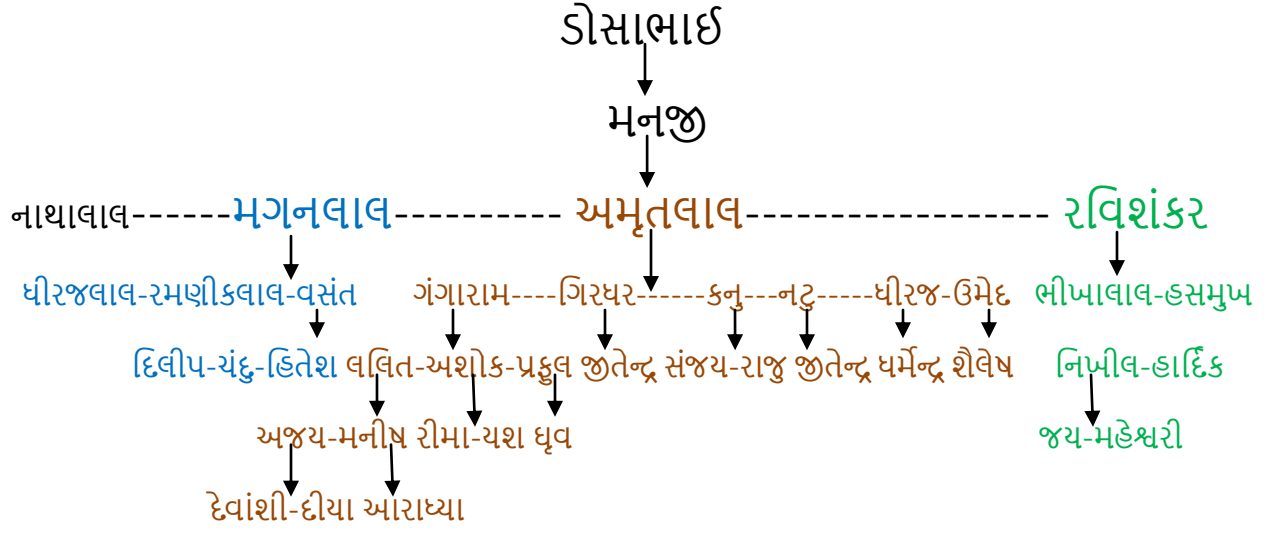 ડોસાભાઈ
મનજી
નાથાલાલ------મગનલાલ----------- અમૃતલાલ-------------------- રવિશંકર
ધીરજલાલ-રમણીકલાલ-વસંત ગંગારામ----ગિરધર------કનુ---નટુ-----ધીરજ-ઉમેદ ભીખાલાલ-હસમુખ
દિલીપ-ચંદુ-હિતેશ લલિત-અશોક-પ્રફુલ જીતેન્દ્ર સંજય-રાજુ જીતેન્દ્ર ધર્મેન્દ્ર શૈલેષ નિખીલ-હાર્દિક
અજય-મનીષ રીમા-યશ ધૃવ જય-મહેશ્વરી
દેવાંશી-દીયા આરાધ્યા